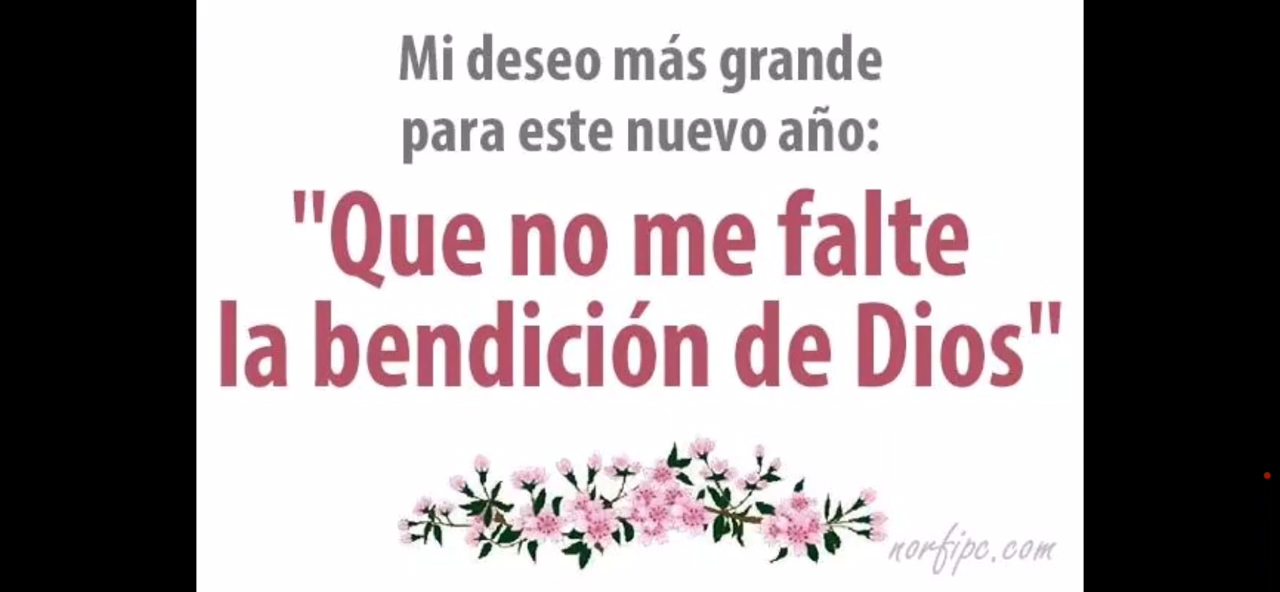 Mi deseo más grande
para este nuevo año:
"Que no me falte
la bendición de Dios"
norfipc.com